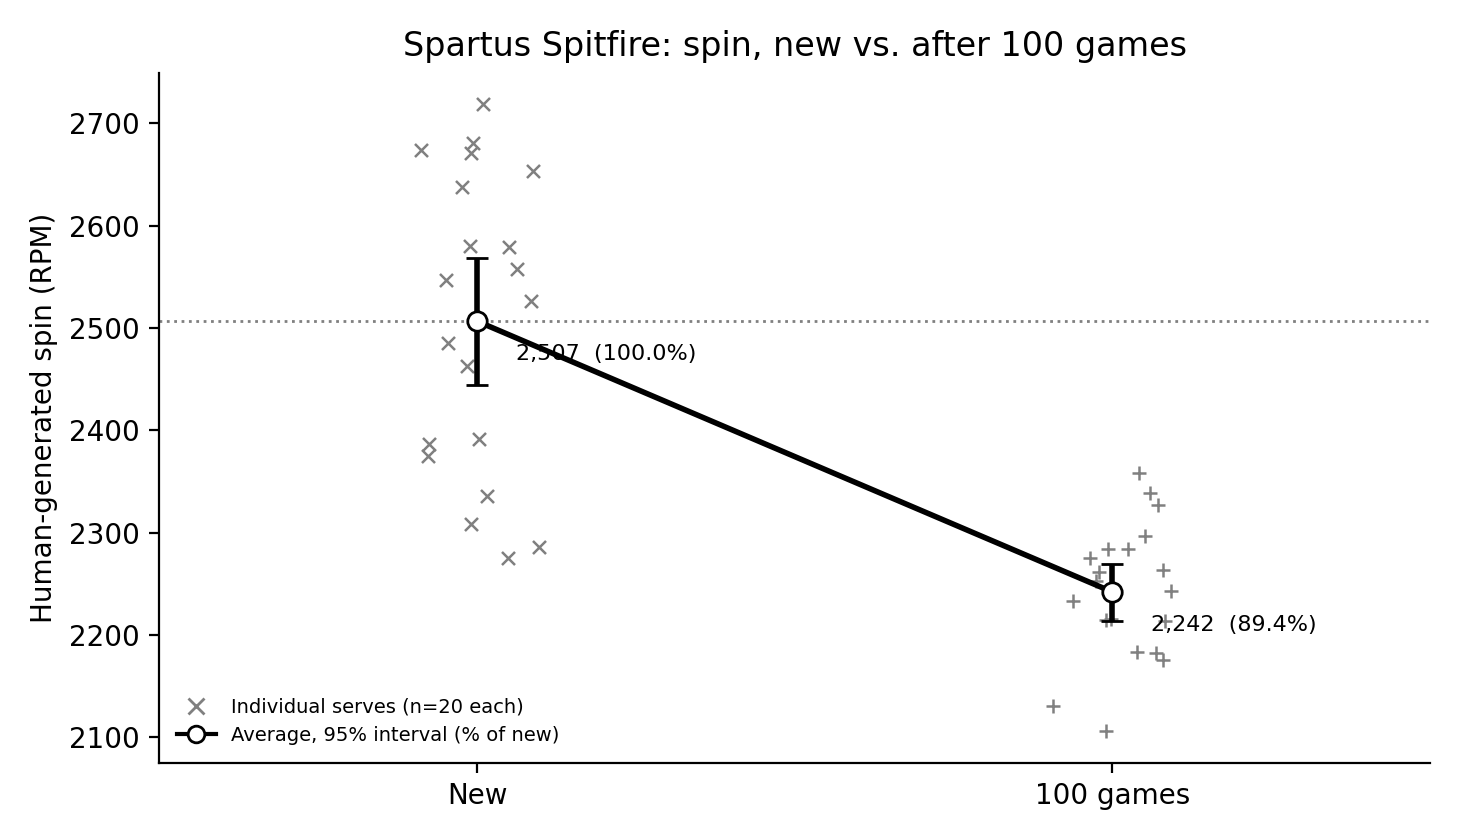 Spartus Spitfire: spin, new vs. after 100 games
Human-generated spin (RPM)
2700
2600
2500
2400
2300
2200
2100
2,507 (100.0%)
2,242 (89.4%)
Individual serves (n=20 each)
Average, 95% interval (% of new)
New
100 games